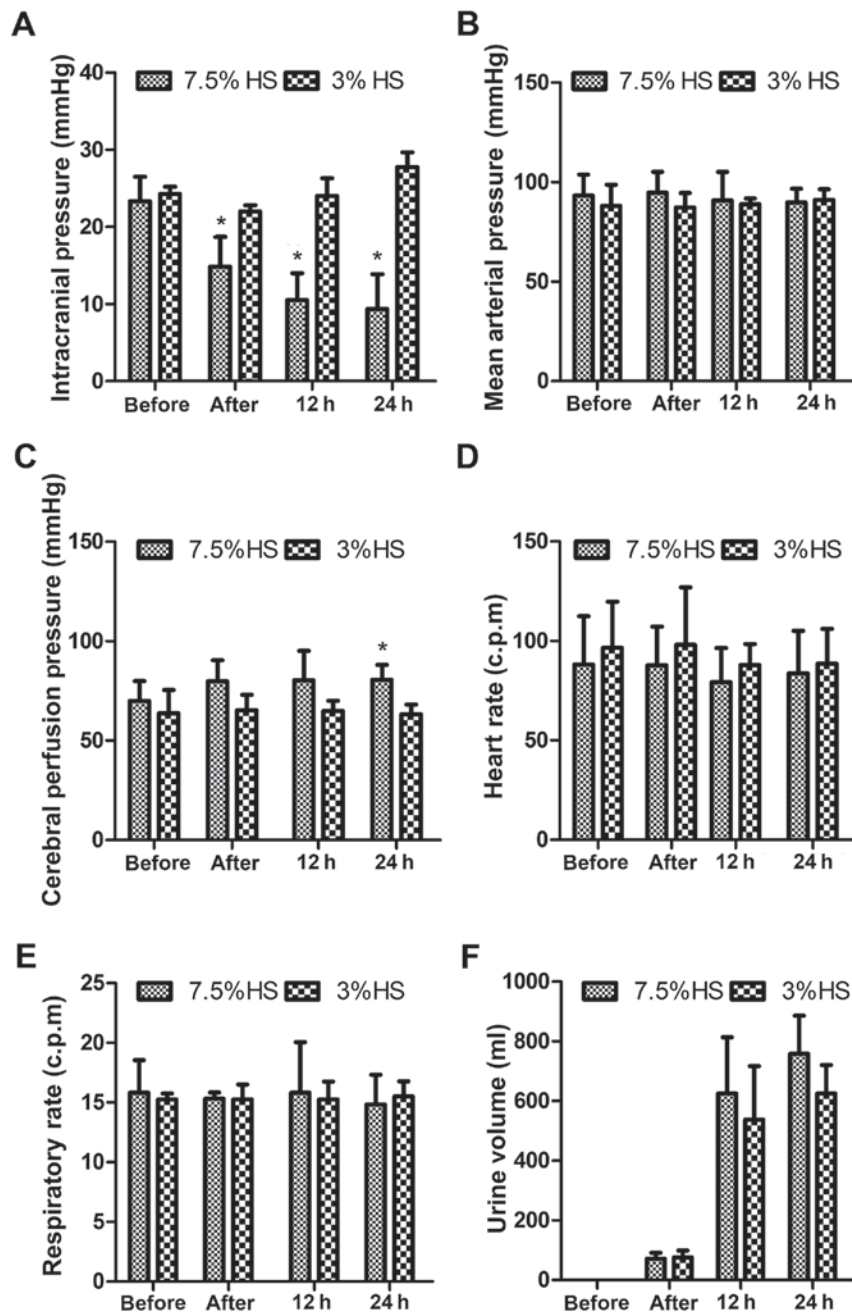 A
Intracranial pressure (mmHg)
7.5% HS 3% HS
40
30
20
10
0
*
*
*
Before After 12 h 24 h
B
Mean arterial pressure (mmHg)
7.5% HS 3% HS
150
100
50
0
Before After 12 h 24 h
C
Cerebral perfusion pressure (mmHg)
7.5%HS 3%HS
150
100
50
0
*
Before After 12 h 24 h
D
Heart rate (c.p.m)
7.5%HS 3%HS
150
100
50
0
Before After 12 h 24 h
E
Respiratory rate (c.p.m)
7.5%HS 3%HS
25
20
15
10
5
0
Before After 12 h 24 h
F
Urine volume (ml)
7.5%HS 3%HS
1000
800
600
400
200
0
Before After 12 h 24 h